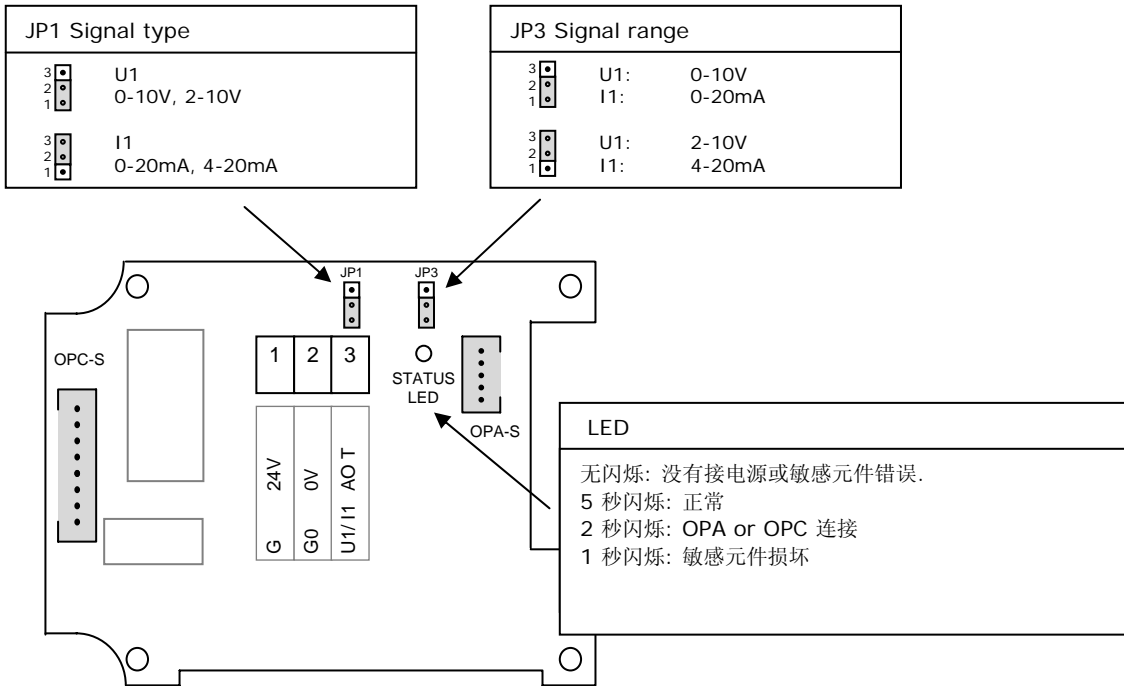 JP1 Signal type
3
2
1
U1
0-10V, 2-10V
3
2
1
I1
0-20mA, 4-20mA
JP3 Signal range
3
2
1
U1: 0-10V
I1: 0-20mA
3
2
1
U1: 2-10V
I1: 4-20mA
JP1
JP3
OPC-S
1 2 3
STATUS
LED
OPA-S
G 24V
G0 0V
U1/I1 AO T
LED
无闪烁: 没有接电源或敏感元件错误.
5 秒闪烁: 正常
2 秒闪烁: OPA or OPC 连接
1 秒闪烁: 敏感元件损坏